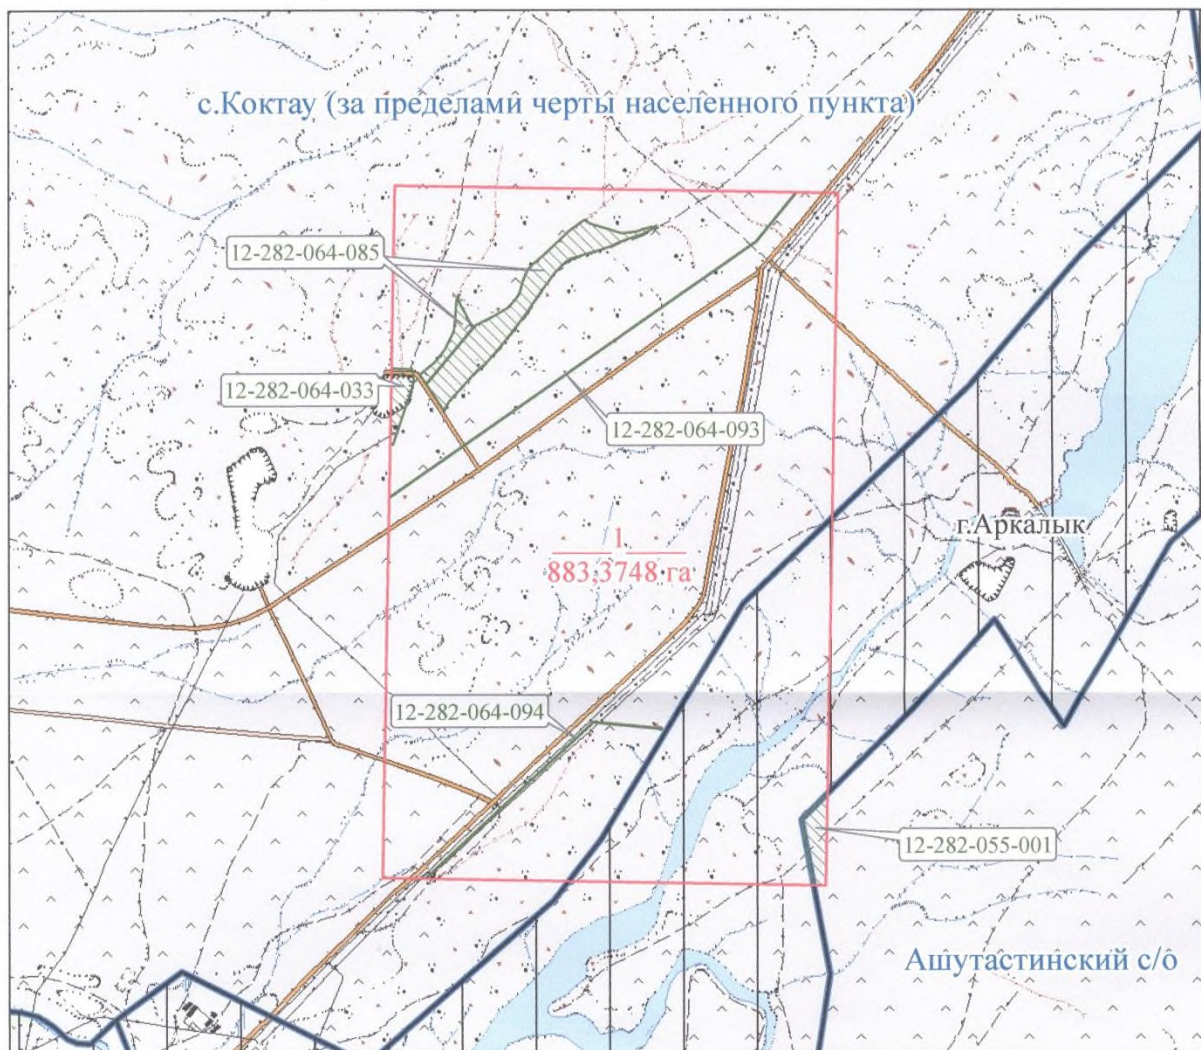 с.Коктау (за пределами черты населенного пункта)
12-282-064-085
12-282-064-033
12-282-064-093
г.Аркалык
1
883,3748 га
12-282-064-094
12-282-055-001
Ашутастинский с/о